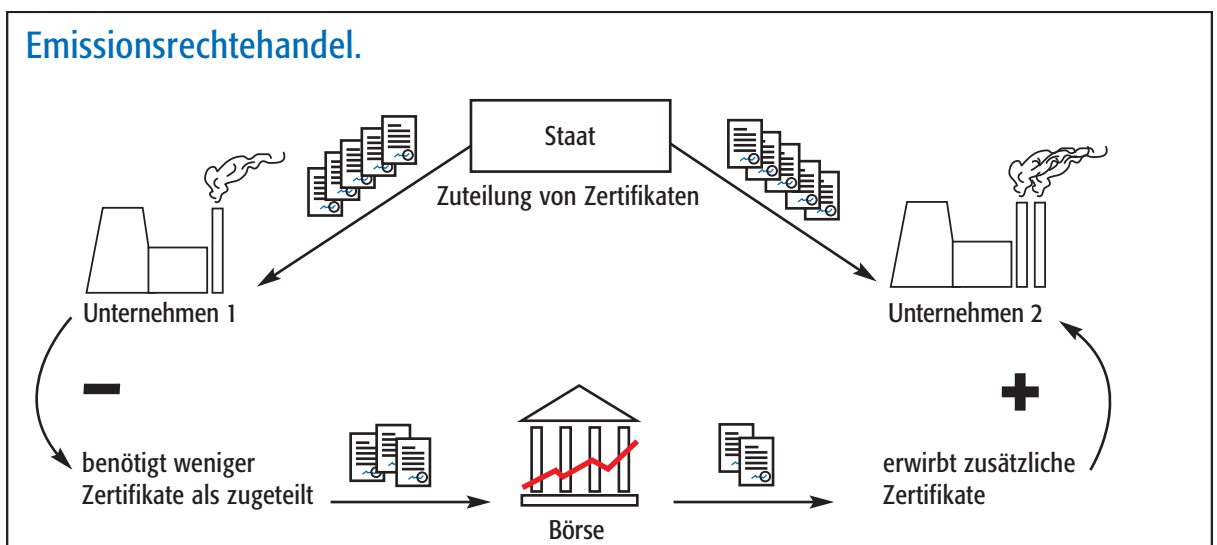 Emissionsrechtehandel.
Staat
Zuteilung von Zertifikaten
Unternehmen 1
Unternehmen 2
benötigt weniger
Zertifikate als zugeteilt
Börse
erwirbt zusätzliche
Zertifikate